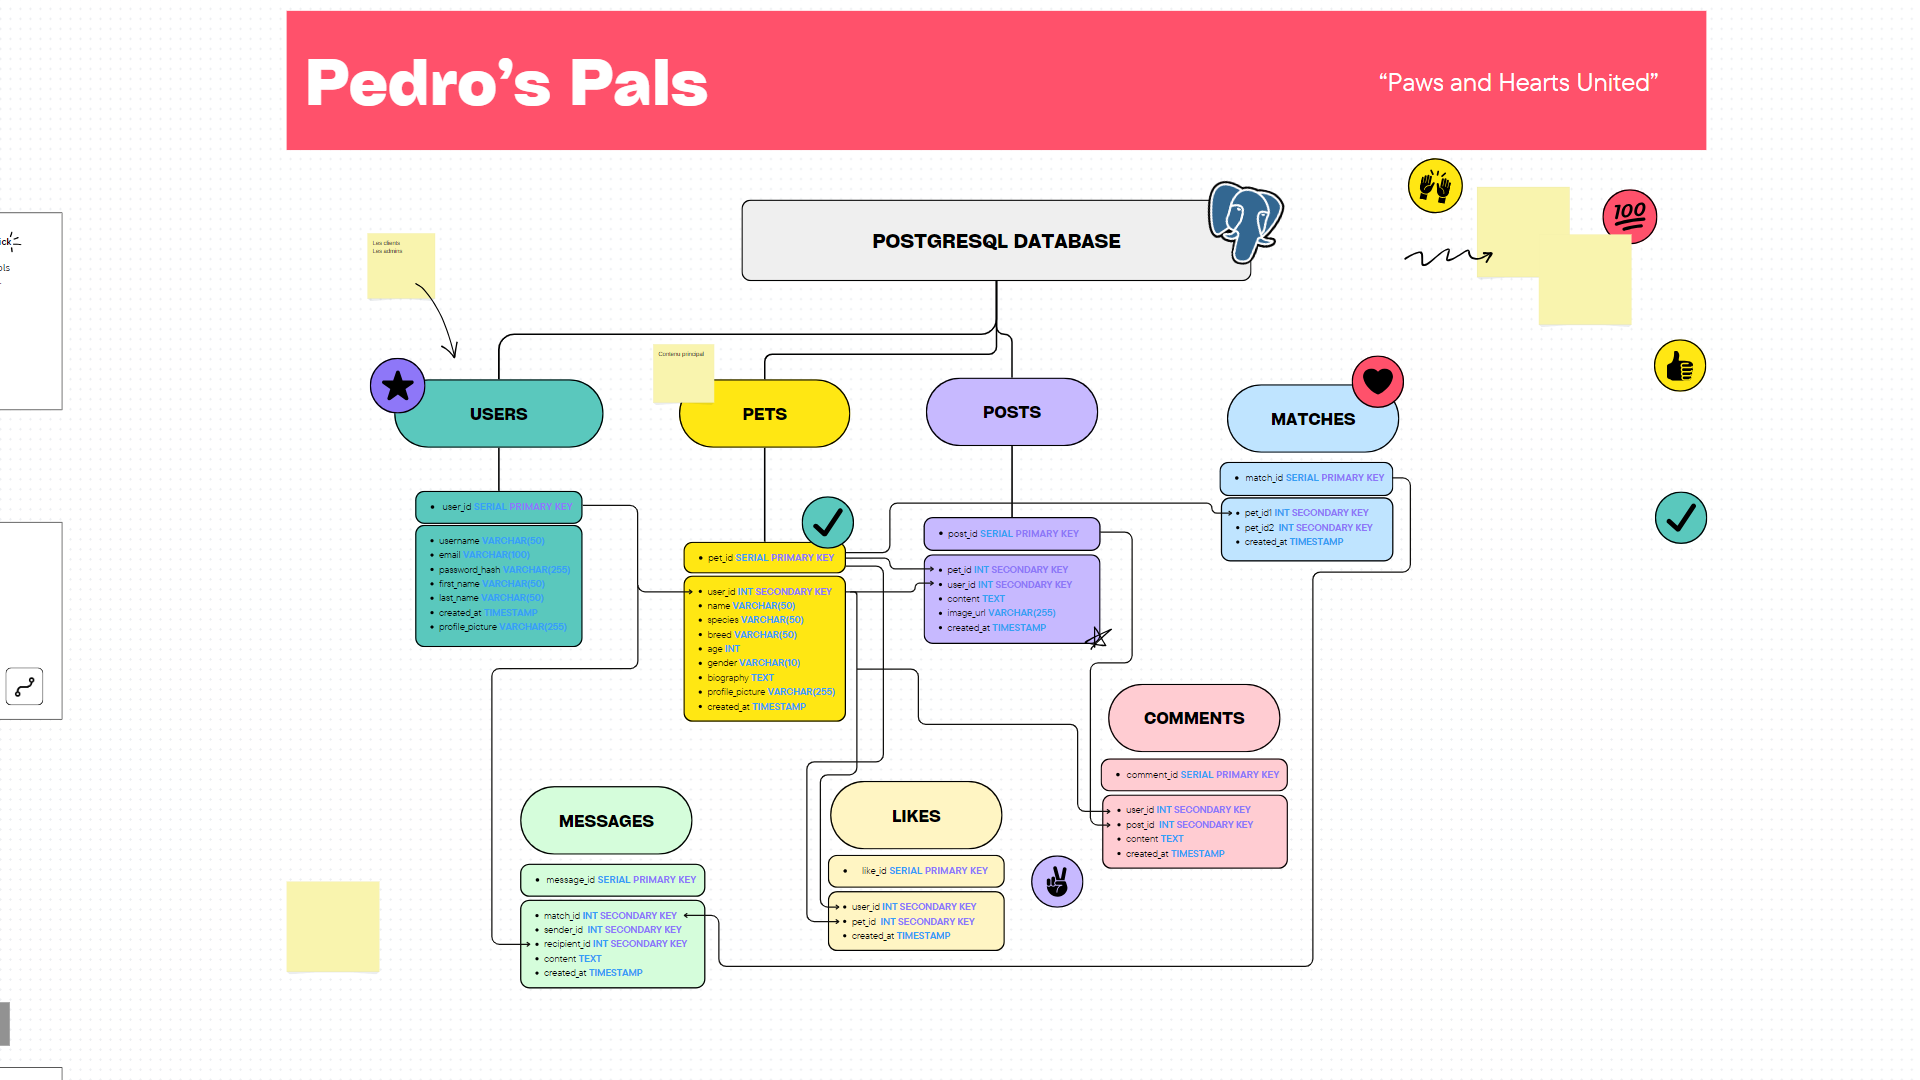 Pedro's Pals
“Paws and Hearts United”
POSTGRESQL DATABASE
Les clients
Les admins
Contenu principal
USERS
user_id SERIAL PRIMARY KEY
username VARCHAR(50)
email VARCHAR(100)
password_hash VARCHAR(255)
first_name VARCHAR(50)
last_name VARCHAR(50)
created_at TIMESTAMP
profile_picture VARCHAR(255)
PETS
pet_id SERIAL PRIMARY KEY
user_id INT SECONDARY KEY
name VARCHAR(50)
species VARCHAR(50)
breed VARCHAR(50)
age INT
gender VARCHAR(10)
biography TEXT
profile_picture VARCHAR(255)
created_at TIMESTAMP
POSTS
post_id SERIAL PRIMARY KEY
pet_id INT SECONDARY KEY
user_id INT SECONDARY KEY
content TEXT
image_url VARCHAR(255)
created_at TIMESTAMP
MATCHES
match_id SERIAL PRIMARY KEY
pet_id1 INT SECONDARY KEY
pet_id2 INT SECONDARY KEY
created_at TIMESTAMP
100
COMMENTS
comment_id SERIAL PRIMARY KEY
user_id INT SECONDARY KEY
post_id INT SECONDARY KEY
content TEXT
created_at TIMESTAMP
MESSAGES
message_id SERIAL PRIMARY KEY
match_id INT SECONDARY KEY
sender_id INT SECONDARY KEY
recipient_id INT SECONDARY KEY
content TEXT
created_at TIMESTAMP
LIKES
like_id SERIAL PRIMARY KEY
user_id INT SECONDARY KEY
pet_id INT SECONDARY KEY
created_at TIMESTAMP